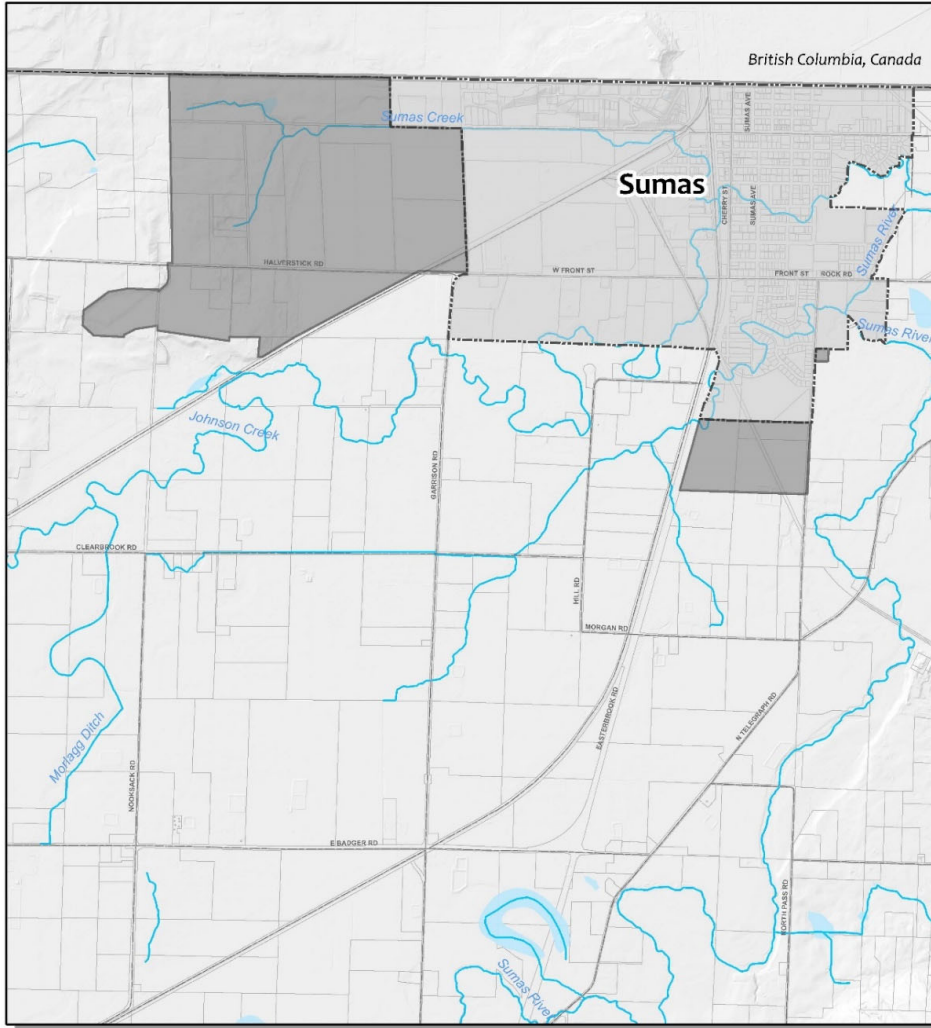 British Columbia, Canada
SUMAS AVE
Sumas Creek
Sumas
CHERRY ST
SUMAS AVE
Sumas River
HALVERSTICK RD
W FRONT ST
FRONT ST
ROCK RD
Sumas River
Johnson Creek
GARRISON RD
CLEARBROOK RD
HILL RD
MORGAN RD
EASTERBROOK RD
N TELEGRAPH RD
Morlagg Ditch
NOOKSACK RD
E BADGER RD
NORTH PASS RD
Sumas River